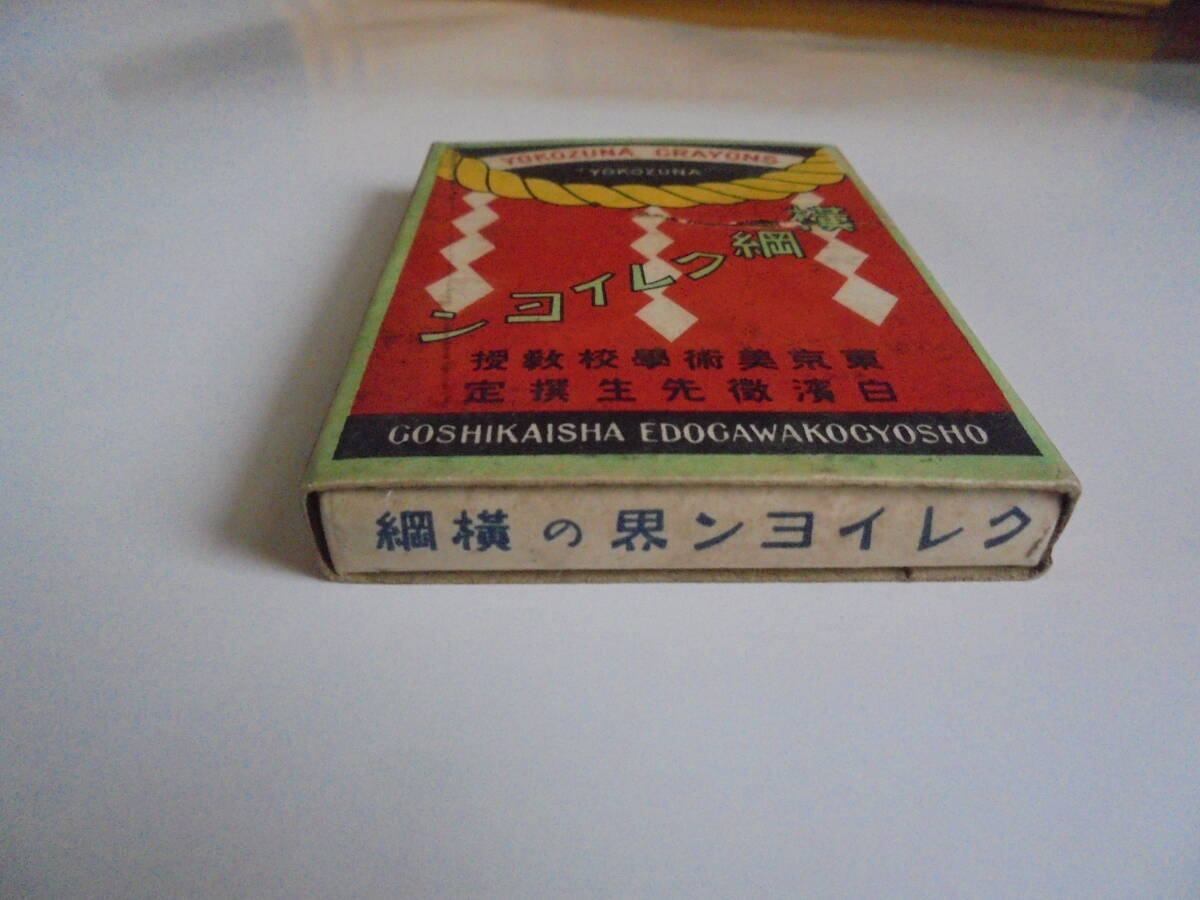 YOKOZUNA CRAYONS
YOKOZUNA
横綱クレイヨン
東京美術學校教授
白濱徴先生撰定
GOSHIKAISHA EDOGAWAKOGYOSHO
クレイヨン界の横綱